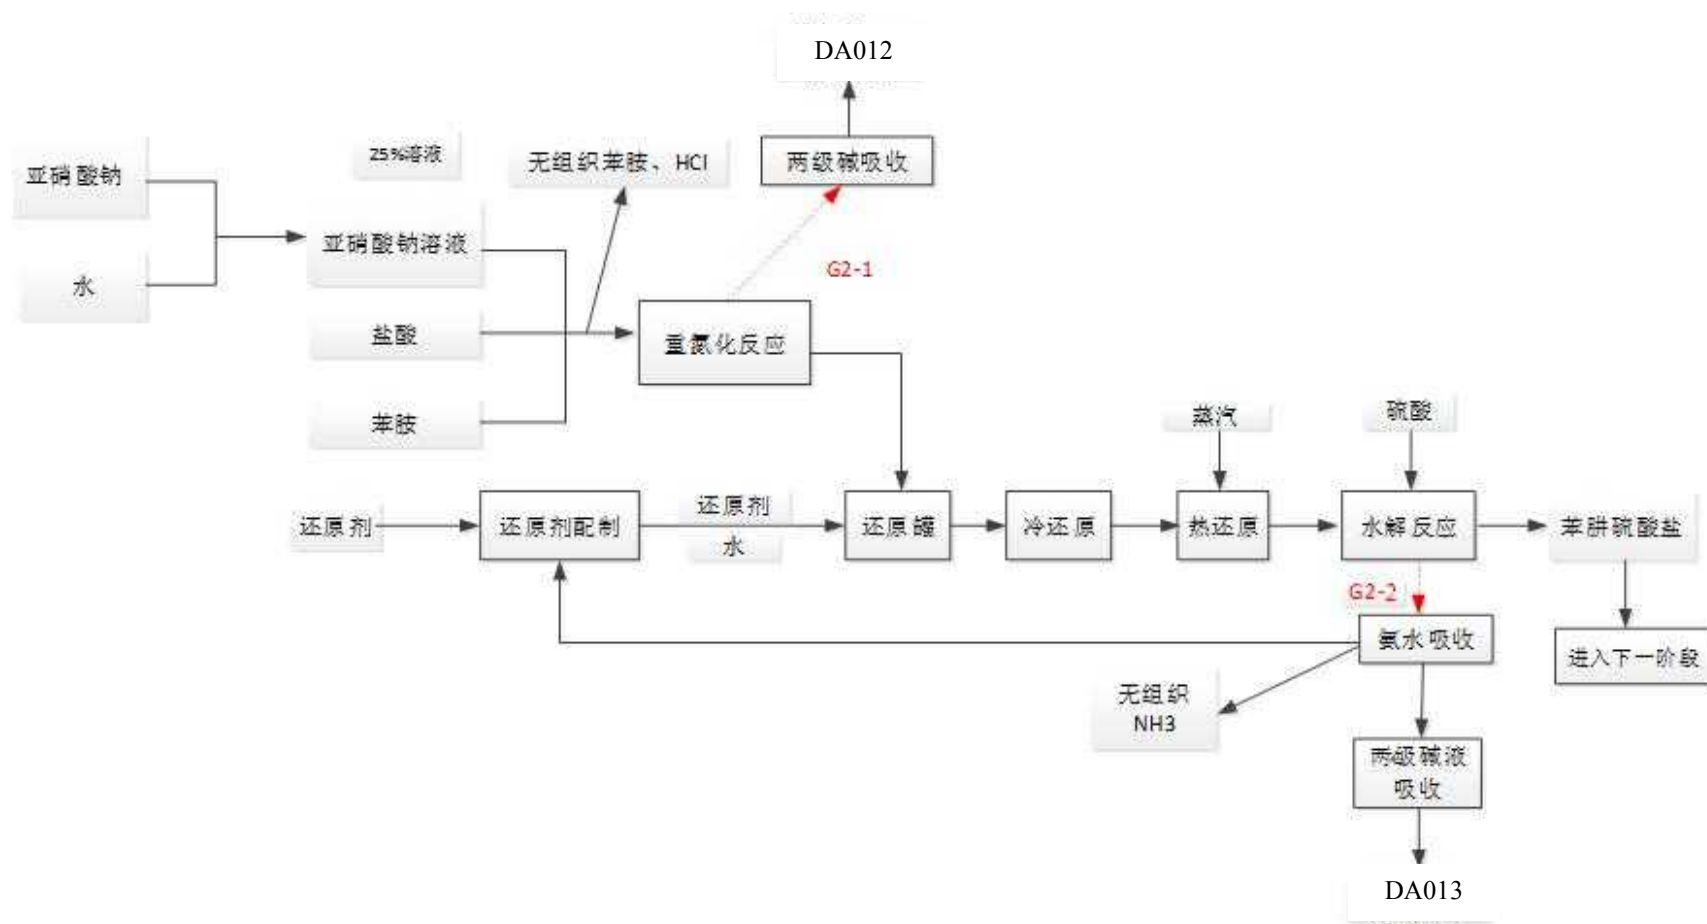 DA012
25%溶液
两级碱吸收
无组织苯胺、HCl
亚硝酸钠
亚硝酸钠溶液
G2-1
水
盐酸
重氮化反应
苯胺
蒸汽
硫酸
还原剂
还原剂配制
还原剂
水
还原罐
冷还原
热还原
水解反应
苯肼硫酸盐
G2-2
氨水吸收
进入下一阶段
无组织
NH3
两级碱液
吸收
DA013